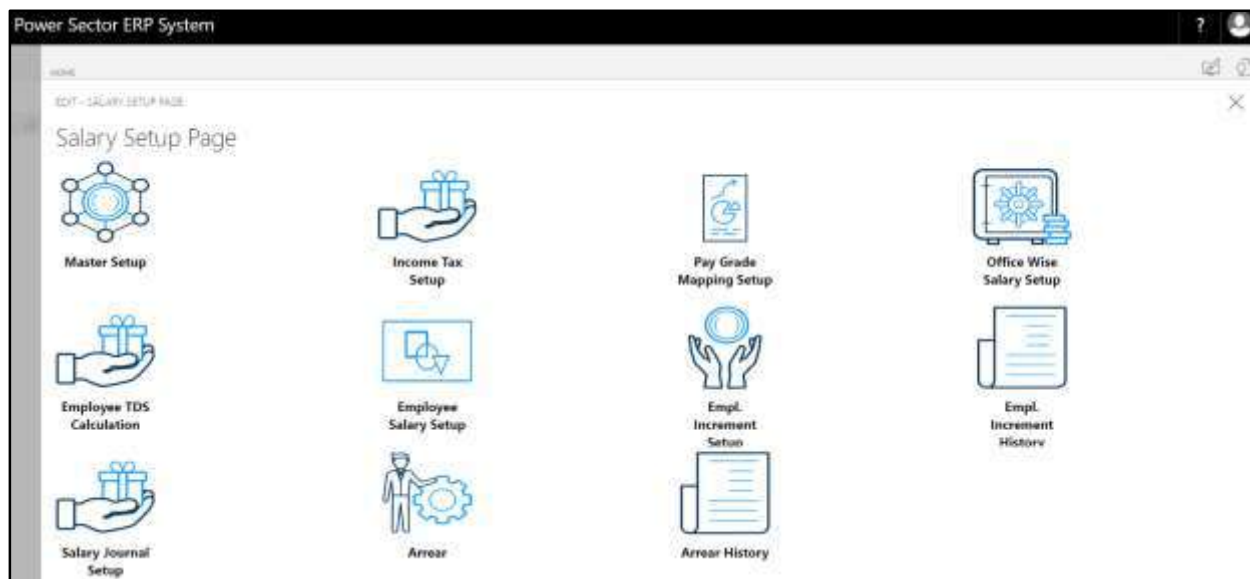 Power Sector ERP System
?
HOME
EDIT - SALARY SETUP PAGE
Salary Setup Page
Master Setup
Income Tax
Setup
Pay Grade
Mapping Setup
Office Wise
Salary Setup
Employee TDS
Calculation
Employee
Salary Setup
Empl.
Increment
Setup
Empl.
Increment
History
Salary Journal
Setup
Arrear
Arrear History